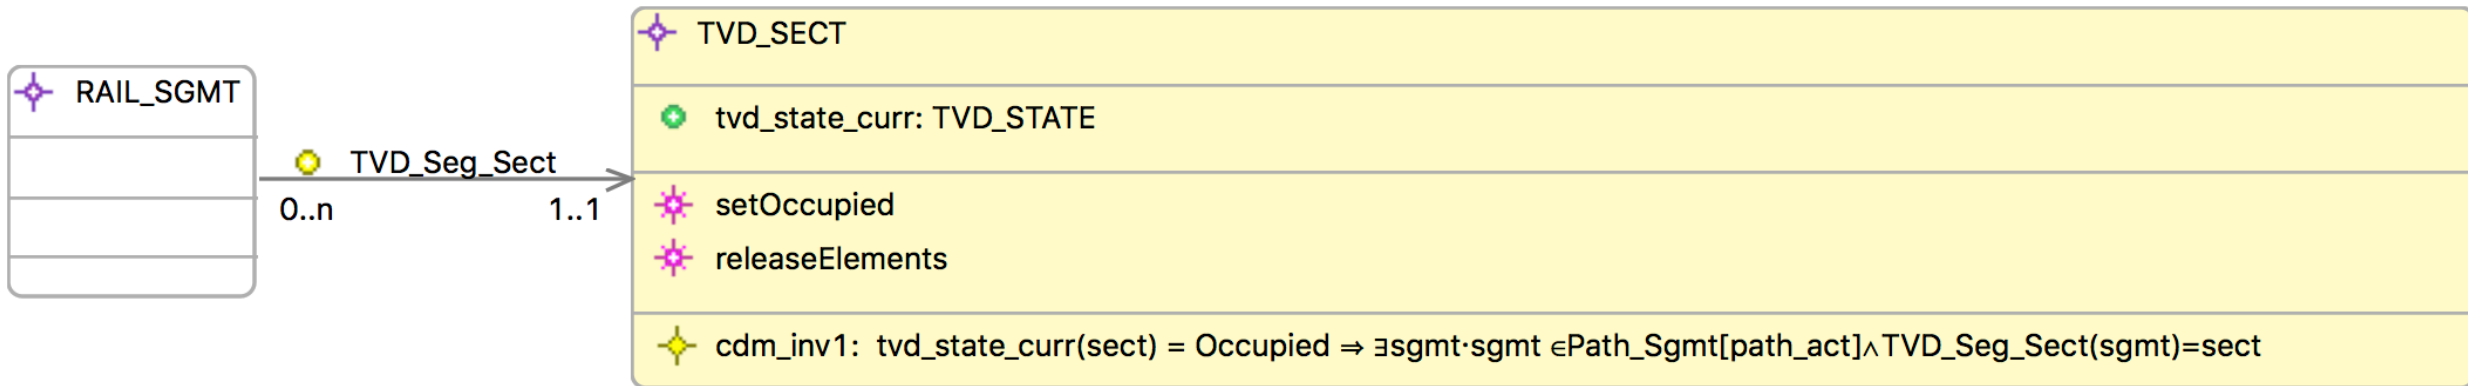 RAIL_SGMT
TVD_Seg_Sect
0..n
1..1
TVD_SECT
tvd_state_curr: TVD_STATE
setOccupied
releaseElements
cdm_inv1: tvd_state_curr(sect) = Occupied ⇒ ∃sgmt·sgmt ∈Path_Sgmt[path_act]∧TVD_Seg_Sect(sgmt)=sect